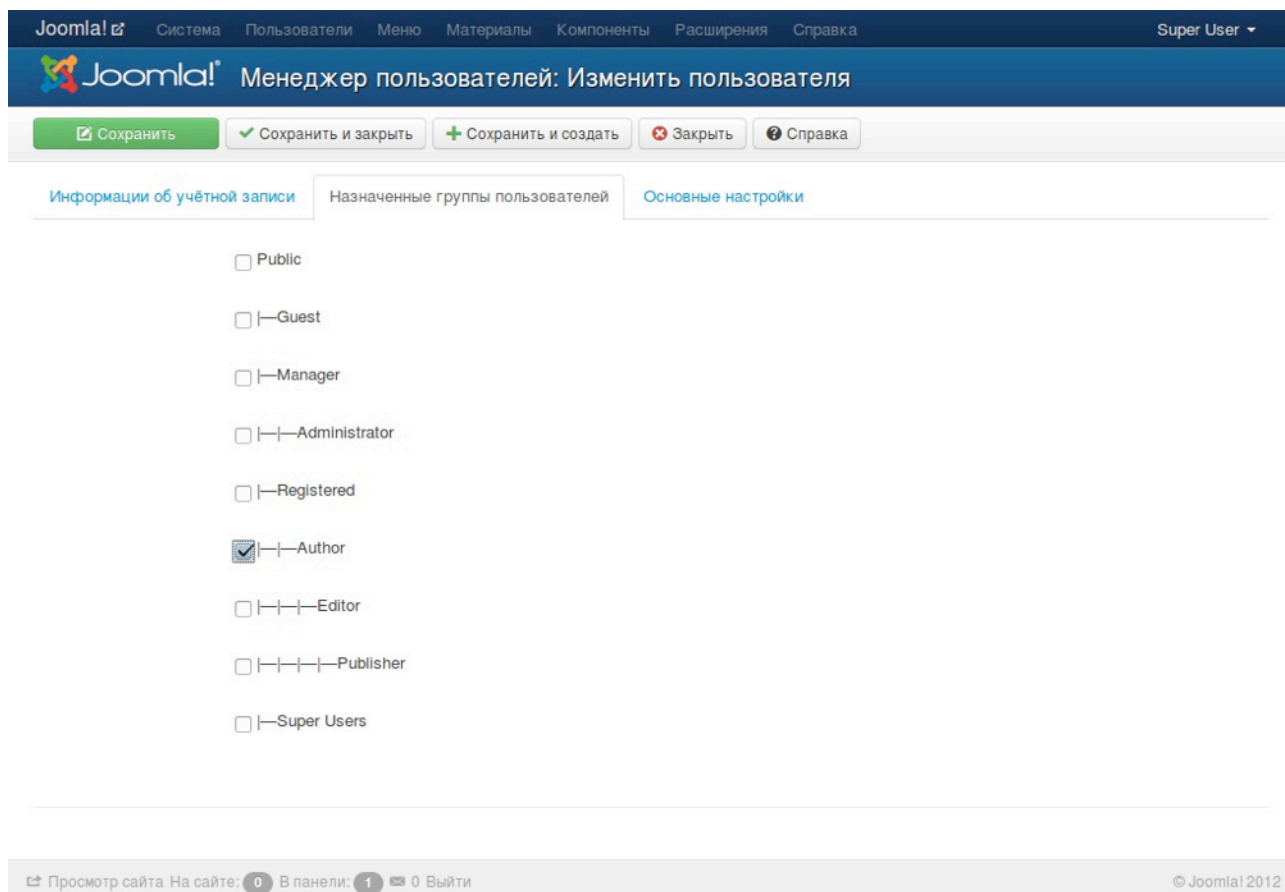 Joomla! Система Пользователи Меню Материалы Компоненты Расширения Справка Super User
Joomla!® Менеджер пользователей: Изменить пользователя
Сохранить Сохранить и закрыть Сохранить и создать Закрыть Справка
Информации об учётной записи Назначенные группы пользователей Основные настройки
Public
|—Guest
|—Manager
|—|—Administrator
|—Registered
|—|—Author
|—|—|—Editor
|—|—|—|—Publisher
|—Super Users
Просмотр сайта На сайте: 0 В панели: 1 0 Выйти © Joomla! 2012